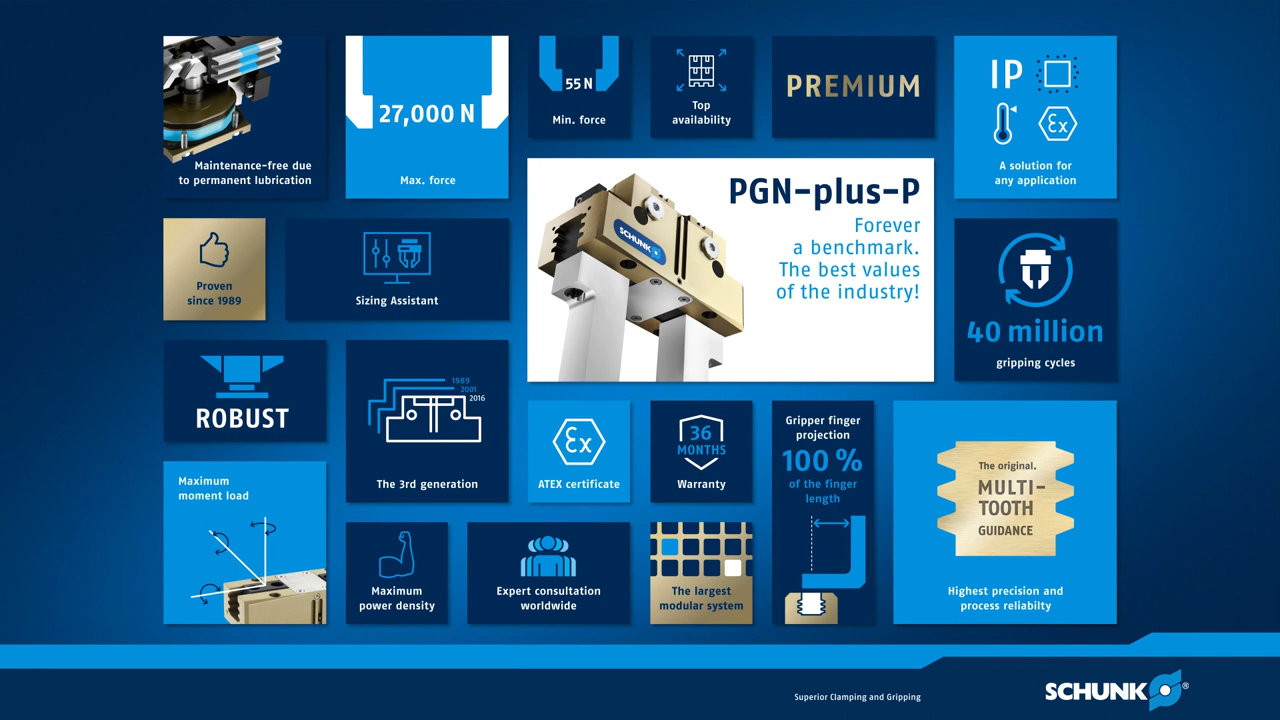 Maintenance-free due
to permanent lubrication
27,000 N
Max. force
55 N
Min. force
Top
availability
PREMIUM
IP
Ex
A solution for
any application
Proven
since 1989
Sizing Assistant
SCHUNK
PGN-plus-P
Forever
a benchmark.
The best values
of the industry!
40 million
gripping cycles
ROBUST
1989
2001
2016
The 3rd generation
Ex
ATEX certificate
36
MONTHS
Warranty
Gripper finger
projection
100 %
of the finger
length
The original.
MULTI-
TOOTH
GUIDANCE
Highest precision and
process reliabilty
Maximum
moment load
Maximum
power density
Expert consultation
worldwide
The largest
modular system
Superior Clamping and Gripping
SCHUNK ®